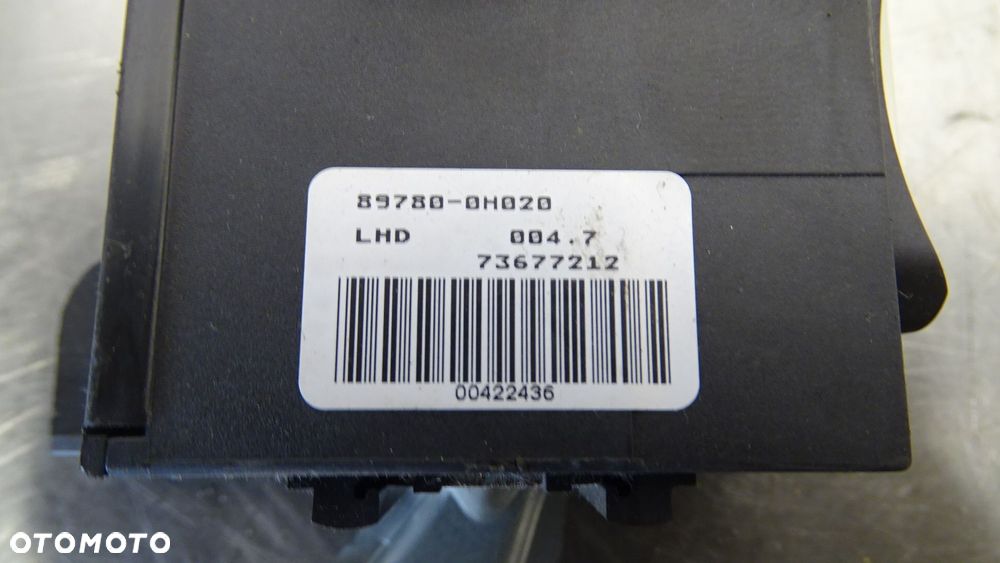 89780-0H020
LHD 004.7
73677212
00422436
OTOMOTO